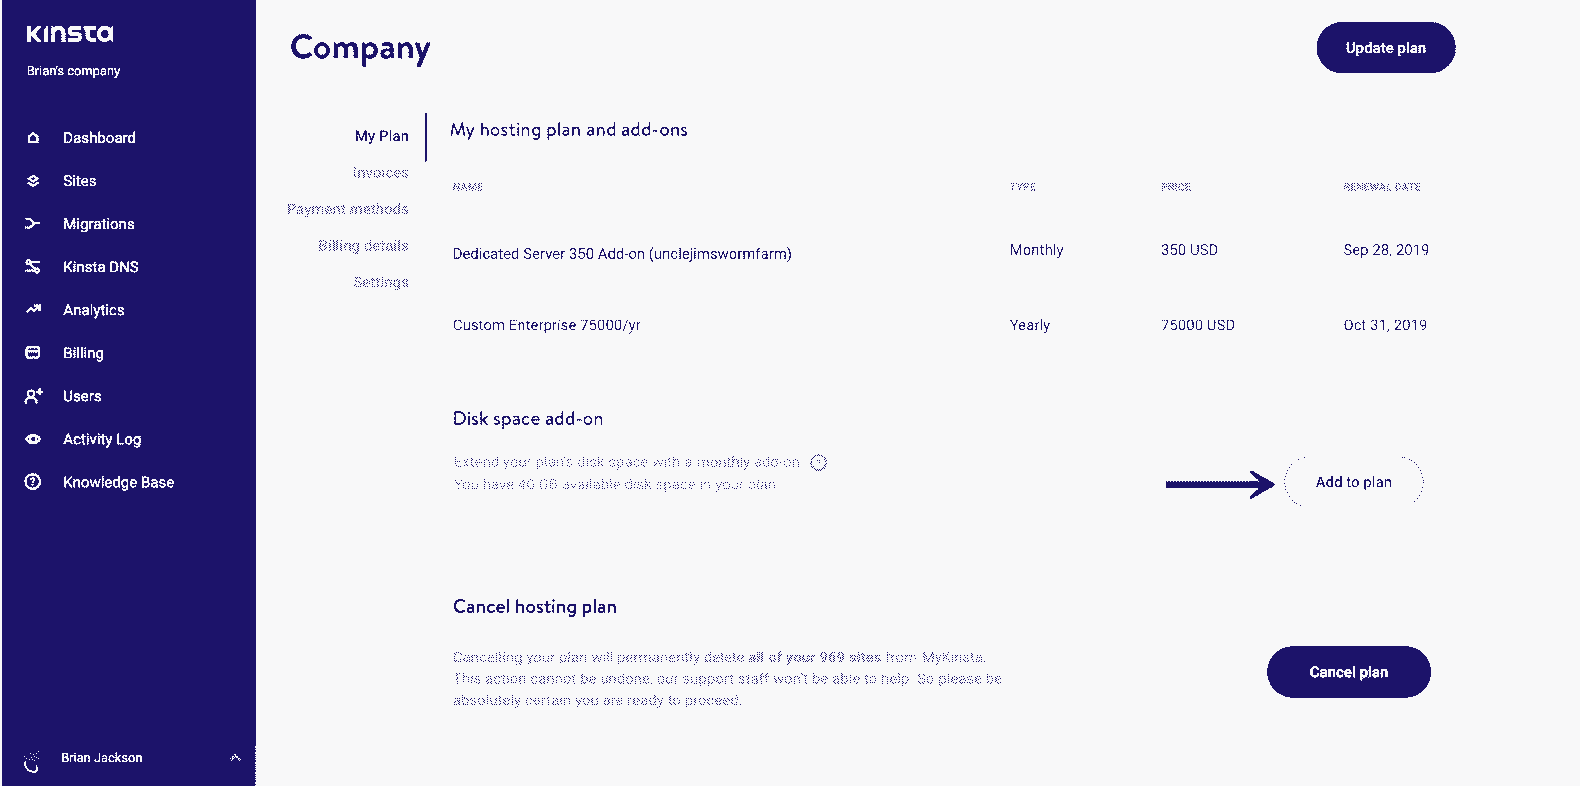 Kinsta
Brian's company
Dashboard
Sites
Migrations
Kinsta DNS
Analytics
Billing
Users
Activity Log
Knowledge Base
Brian Jackson
Company
Update plan
My Plan
Invoices
Payment methods
Billing details
Settings
My hosting plan and add-ons
NAME TYPE PRICE RENEWAL DATE
Dedicated Server 350 Add-on (unclejimswormfarm) Monthly 350 USD Sep 28, 2019
Custom Enterprise 75000/yr Yearly 75000 USD Oct 31, 2019
Disk space add-on
Extend your plan's disk space with a monthly add-on
You have 40 GB available disk space in your plan
Add to plan
Cancel hosting plan
Cancelling your plan will permanently delete all of your 969 sites from MyKinsta.
This action cannot be undone, our support staff won't be able to help. So please be
absolutely certain you are ready to proceed.
Cancel plan